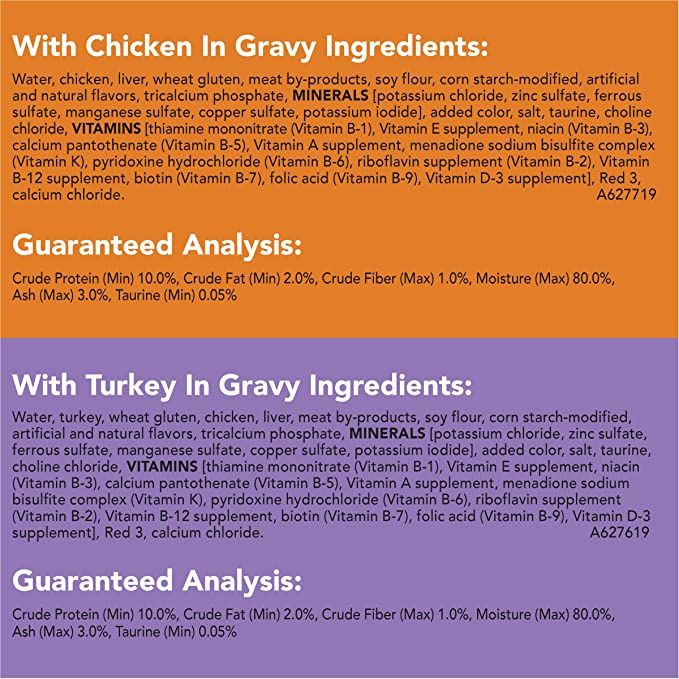 With Chicken In Gravy Ingredients:
Water, chicken, liver, wheat gluten, meat by-products, soy flour, corn starch-modified, artificial
and natural flavors, tricalcium phosphate, MINERALS [potassium chloride, zinc sulfate, ferrous
sulfate, manganese sulfate, copper sulfate, potassium iodide], added color, salt, taurine, choline
chloride, VITAMINS [thiamine mononitrate (Vitamin B-1), Vitamin E supplement, niacin (Vitamin B-3),
calcium pantothenate (Vitamin B-5), Vitamin A supplement, menadione sodium bisulfite complex
(Vitamin K), pyridoxine hydrochloride (Vitamin B-6), riboflavin supplement (Vitamin B-2), Vitamin
B-12 supplement, biotin (Vitamin B-7), folic acid (Vitamin B-9), Vitamin D-3 supplement], Red 3,
calcium chloride. A627719
Guaranteed Analysis:
Crude Protein (Min) 10.0%, Crude Fat (Min) 2.0%, Crude Fiber (Max) 1.0%, Moisture (Max) 80.0%,
Ash (Max) 3.0%, Taurine (Min) 0.05%
With Turkey In Gravy Ingredients:
Water, turkey, wheat gluten, chicken, liver, meat by-products, soy flour, corn starch-modified,
artificial and natural flavors, tricalcium phosphate, MINERALS [potassium chloride, zinc sulfate,
ferrous sulfate, manganese sulfate, copper sulfate, potassium iodide], added color, salt, taurine,
choline chloride, VITAMINS [thiamine mononitrate (Vitamin B-1), Vitamin E supplement, niacin
(Vitamin B-3), calcium pantothenate (Vitamin B-5), Vitamin A supplement, menadione sodium
bisulfite complex (Vitamin K), pyridoxine hydrochloride (Vitamin B-6), riboflavin supplement
(Vitamin B-2), Vitamin B-12 supplement, biotin (Vitamin B-7), folic acid (Vitamin B-9), Vitamin D-3
supplement], Red 3, calcium chloride. A627619
Guaranteed Analysis:
Crude Protein (Min) 10.0%, Crude Fat (Min) 2.0%, Crude Fiber (Max) 1.0%, Moisture (Max) 80.0%,
Ash (Max) 3.0%, Taurine (Min) 0.05%